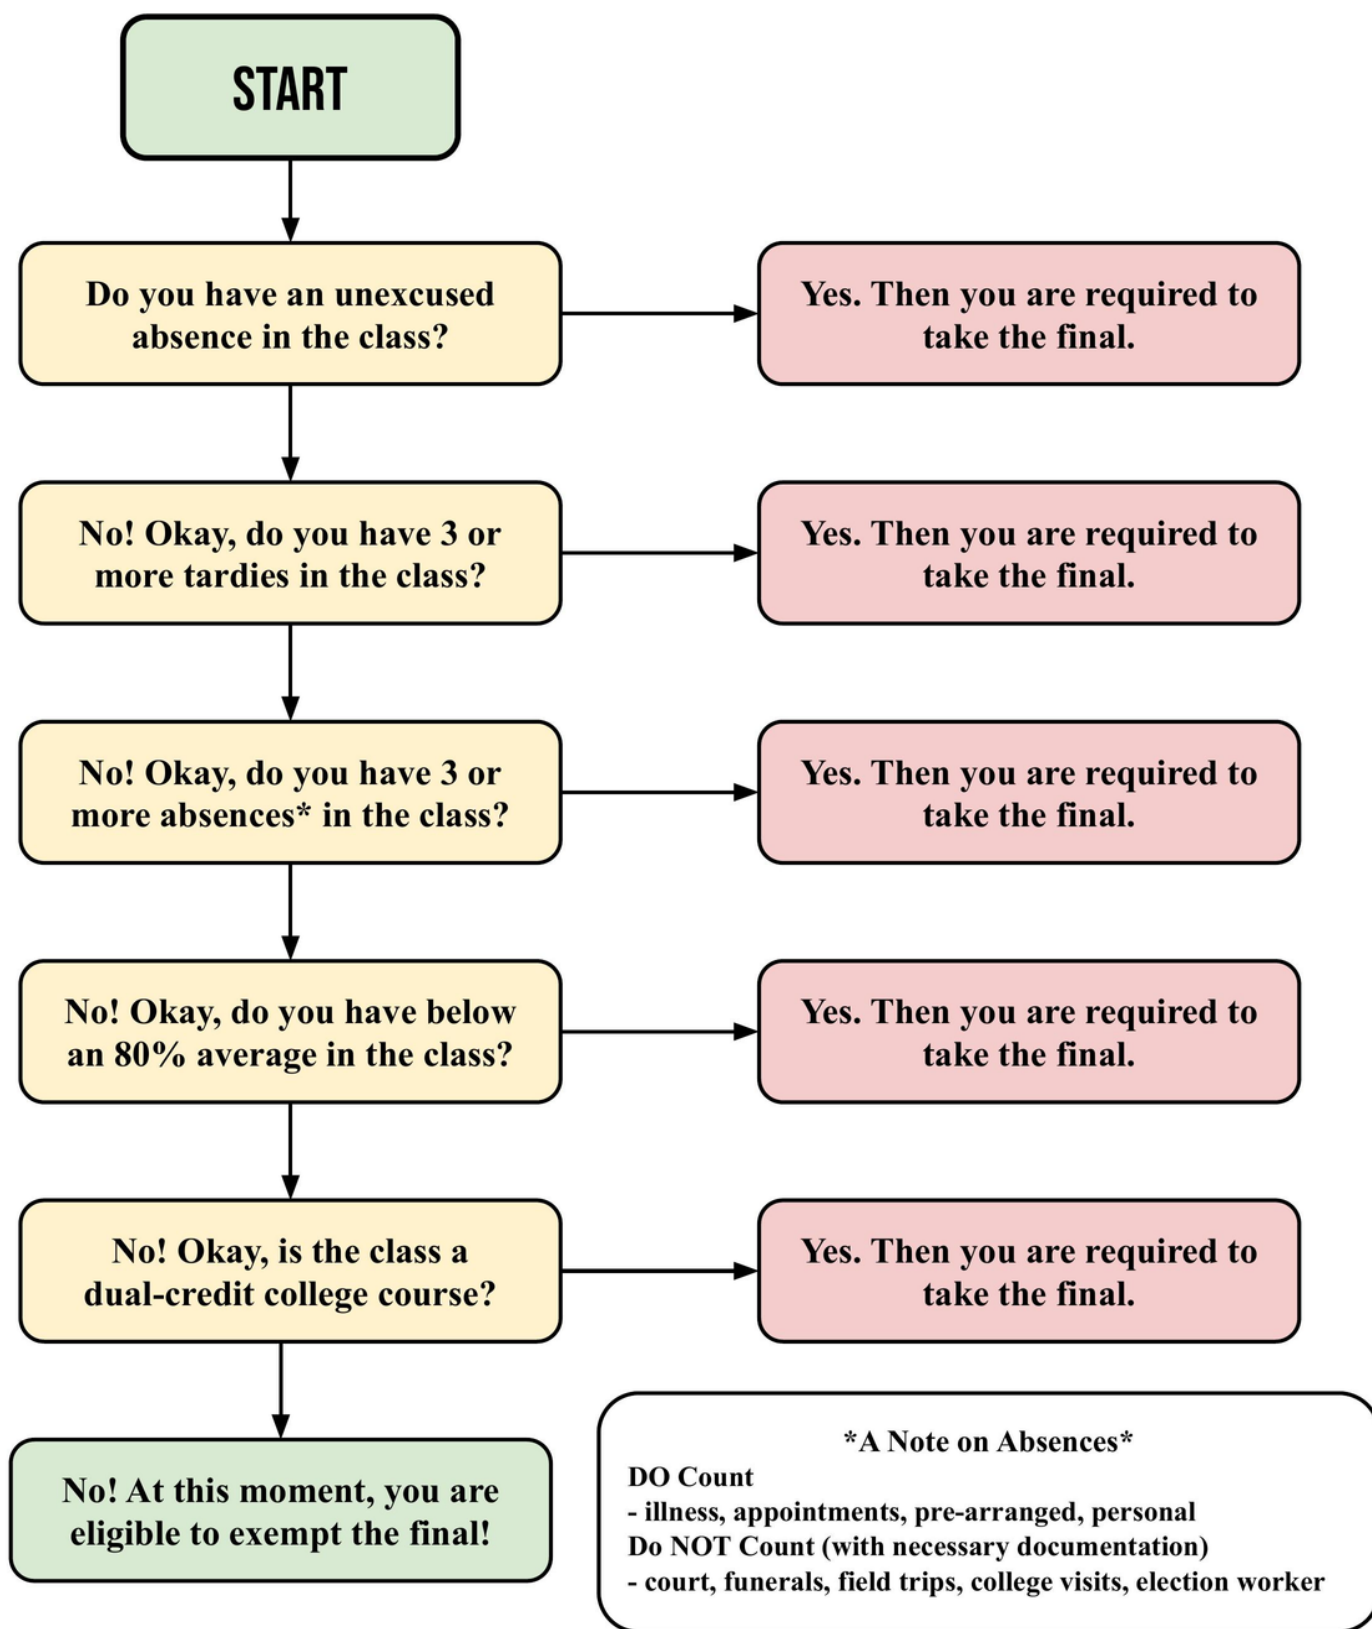 START
Do you have an unexcused
absence in the class?
Yes. Then you are required to
take the final.
No! Okay, do you have 3 or
more tardies in the class?
Yes. Then you are required to
take the final.
No! Okay, do you have 3 or
more absences* in the class?
Yes. Then you are required to
take the final.
No! Okay, do you have below
an 80% average in the class?
Yes. Then you are required to
take the final.
No! Okay, is the class a
dual-credit college course?
Yes. Then you are required to
take the final.
No! At this moment, you are
eligible to exempt the final!
*A Note on Absences*
DO Count
- illness, appointments, pre-arranged, personal
Do NOT Count (with necessary documentation)
- court, funerals, field trips, college visits, election worker